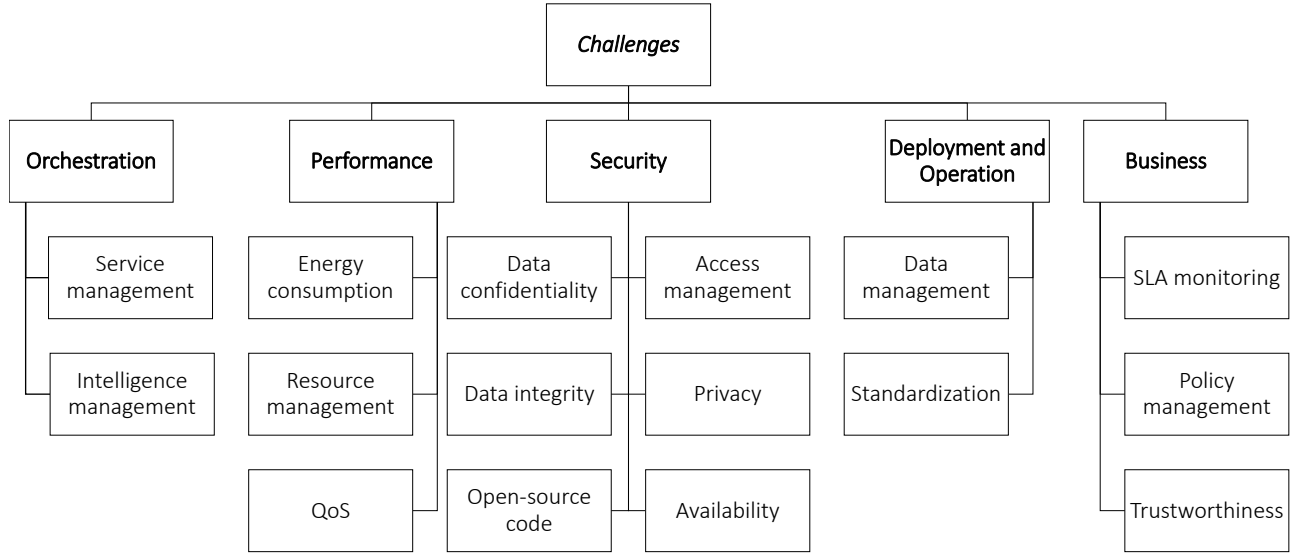 Challenges
Orchestration
Performance
Security
Deployment and
Operation
Business
Service
management
Energy
consumption
Data
confidentiality
Access
management
Data
management
SLA monitoring
Intelligence
management
Resource
management
Data integrity
Privacy
Standardization
Policy
management
QoS
Open-source
code
Availability
Trustworthiness